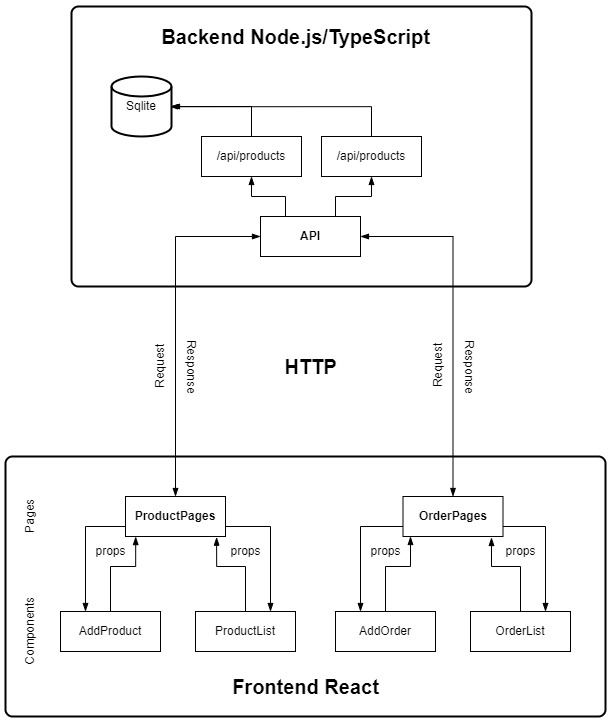 Backend Node.js/TypeScript
Sqlite
/api/products
/api/products
API
Request
Response
HTTP
Request
Response
Pages
ProductPages
OrderPages
props
props
props
props
Components
AddProduct
ProductList
AddOrder
OrderList
Frontend React